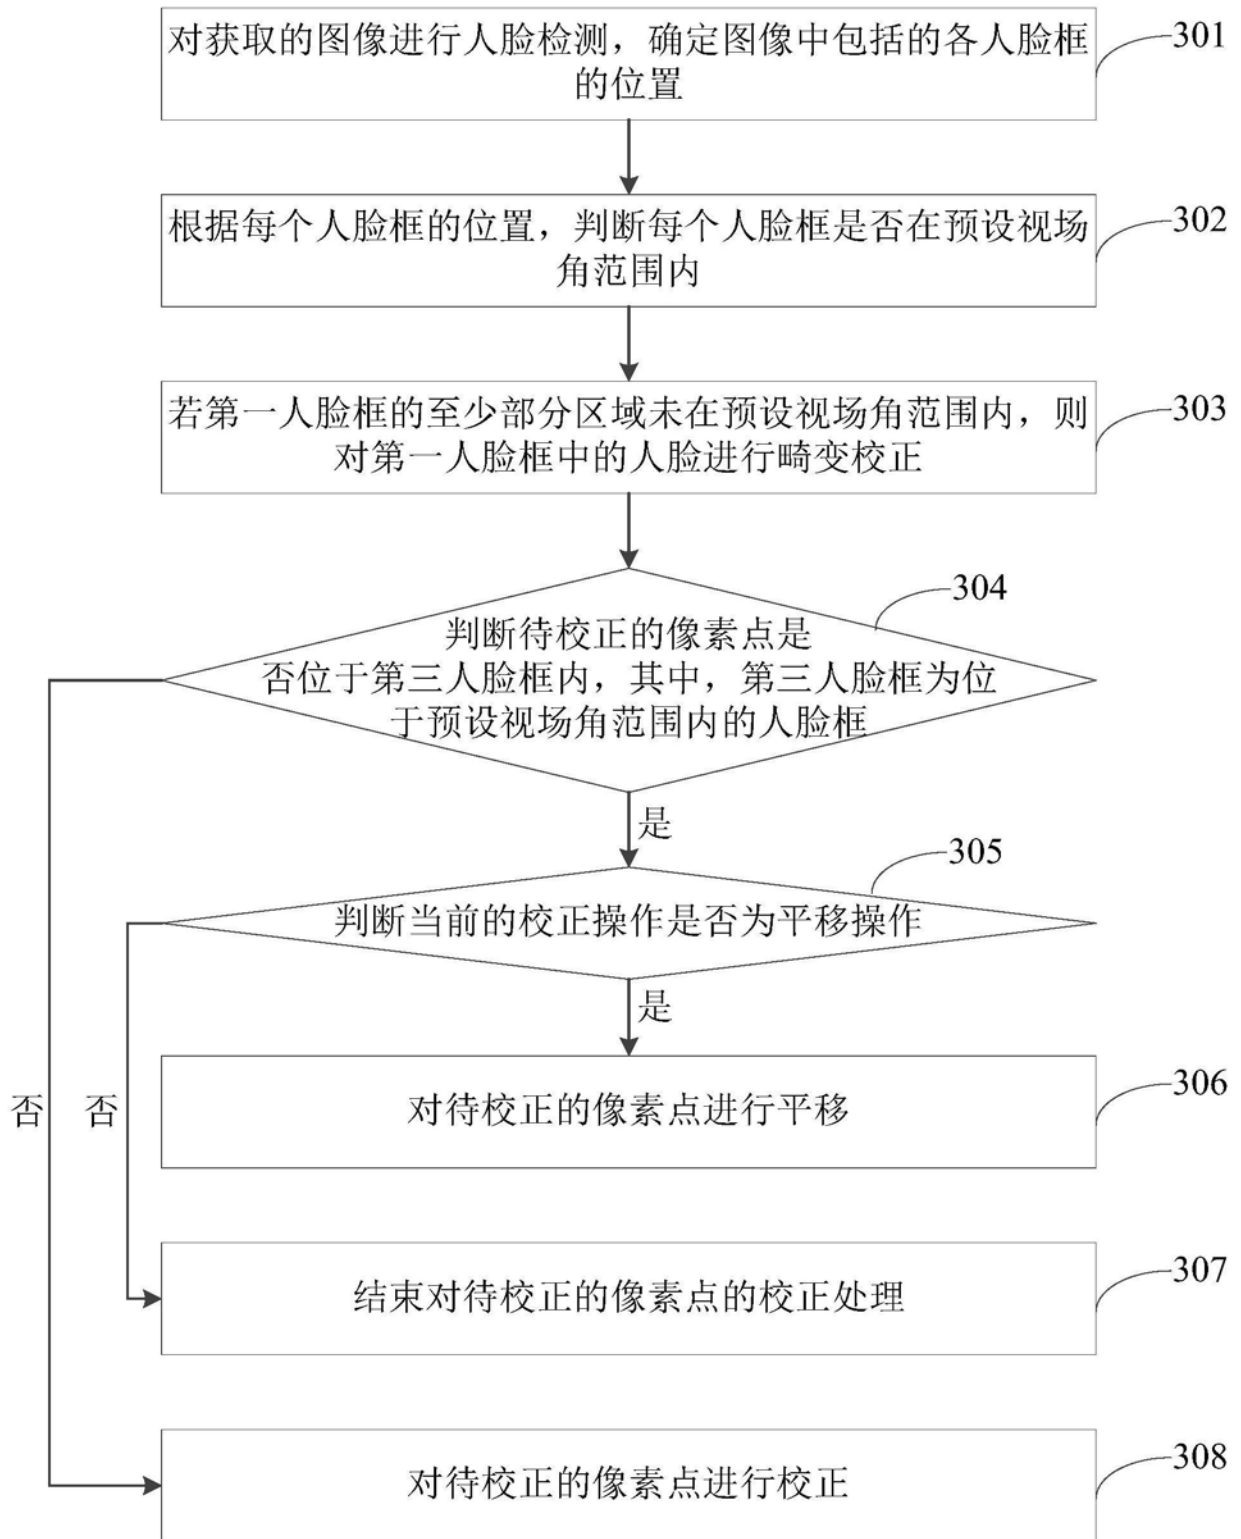 对获取的图像进行人脸检测，确定图像中包括的各人脸框
的位置
301
根据每个人脸框的位置，判断每个人脸框是否在预设视场
角范围内
302
若第一人脸框的至少部分区域未在预设视场角范围内，则
对第一人脸框中的人脸进行畸变校正
303
304
判断待校正的像素点是
否位于第三人脸框内，其中，第三人脸框为位
于预设视场角范围内的人脸框
是
305
判断当前的校正操作是否为平移操作
是
否
否
对待校正的像素点进行平移
306
结束对待校正的像素点的校正处理
307
对待校正的像素点进行校正
308